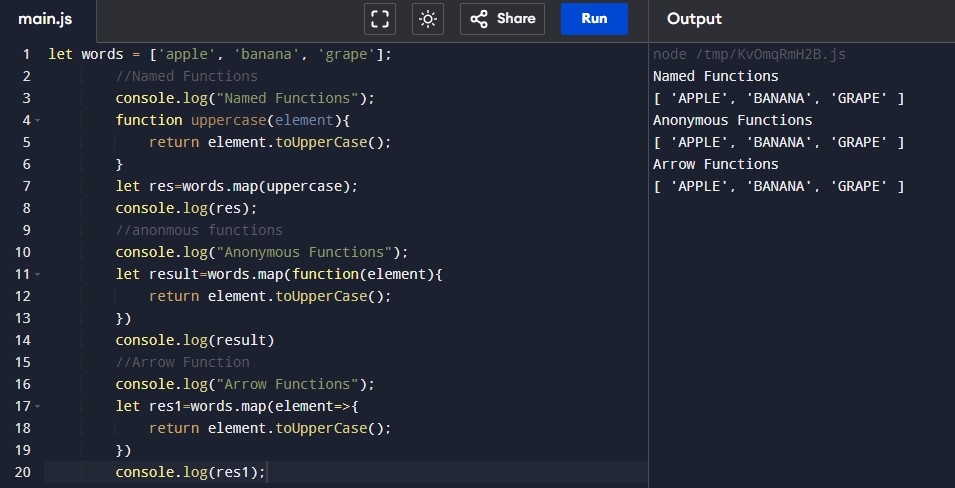 main.js Share Run Output
1 let words = ['apple', 'banana', 'grape'];
2 //Named Functions
3 console.log("Named Functions");
4 function uppercase(element){
5 return element.toUpperCase();
6 }
7 let res=words.map(uppercase);
8 console.log(res);
9 //anonmous functions
10 console.log("Anonymous Functions");
11 let result=words.map(function(element){
12 return element.toUpperCase();
13 })
14 console.log(result)
15 //Arrow Function
16 console.log("Arrow Functions");
17 let res1=words.map(element=>{
18 return element.toUpperCase();
19 })
20 console.log(res1);
node /tmp/KvOmqRmH2B.js
Named Functions
[ 'APPLE', 'BANANA', 'GRAPE' ]
Anonymous Functions
[ 'APPLE', 'BANANA', 'GRAPE' ]
Arrow Functions
[ 'APPLE', 'BANANA', 'GRAPE' ]